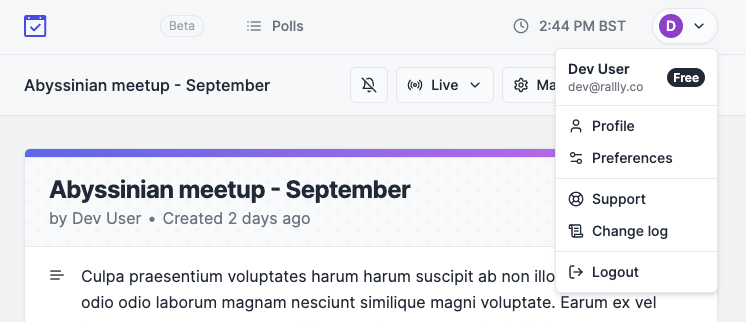 Beta
Polls
2:44 PM BST
D
Abyssinian meetup - September
Live
Dev User
dev@rallly.co
Free
Profile
Preferences
Support
Change log
Logout
Abyssinian meetup - September
by Dev User • Created 2 days ago
Culpa praesentium voluptates harum harum suscipit ab non illo
odio odio laborum magnam nesciunt similique magni voluptate. Earum ex vel